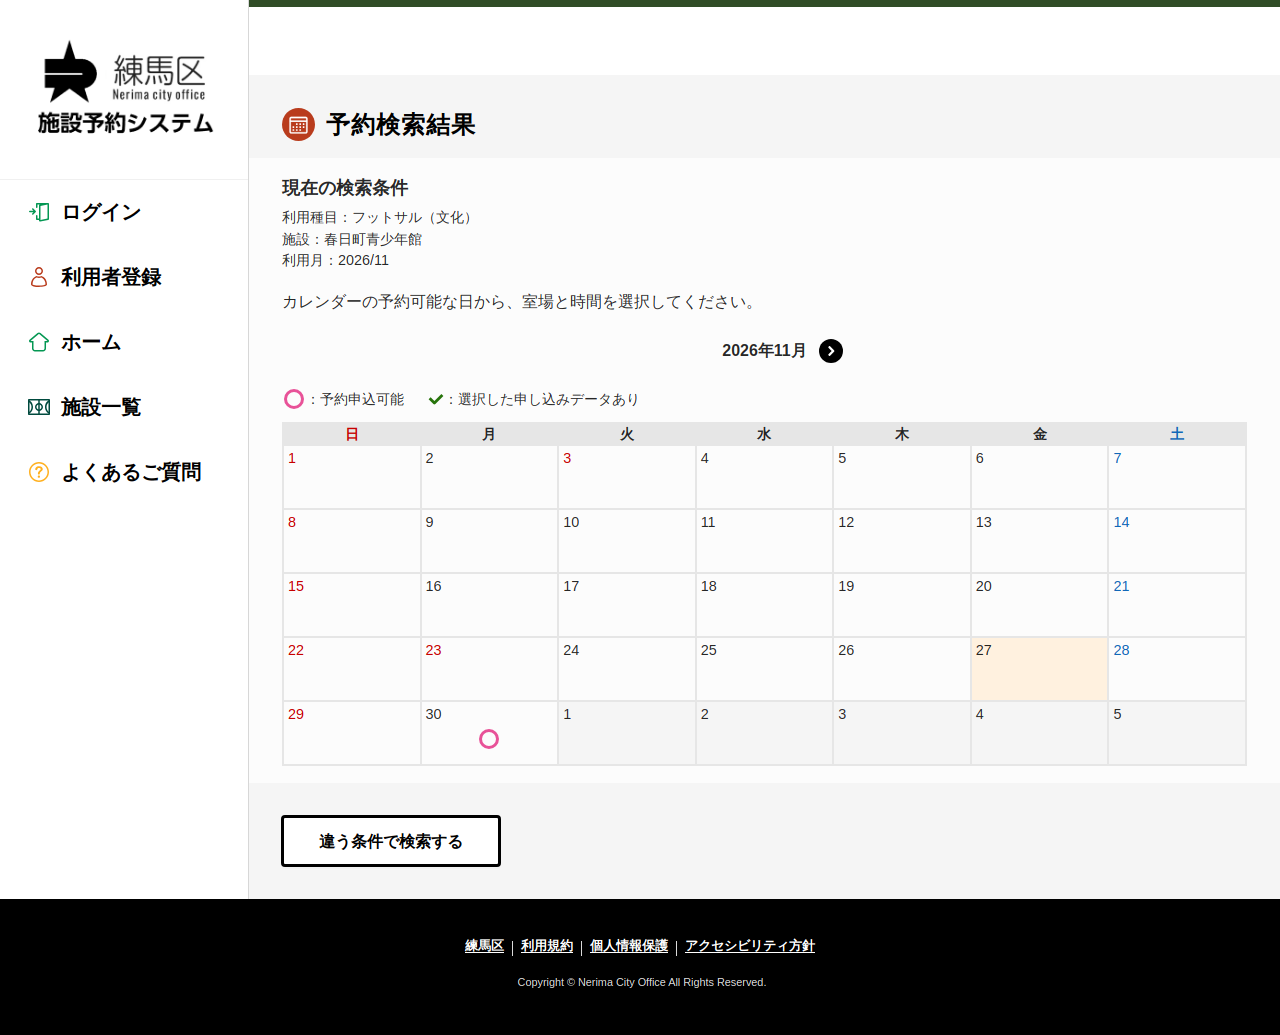 練馬区
Nerima city office
施設予約システム
ログイン
利用者登録
ホーム
施設一覧
よくあるご質問
予約検索結果
現在の検索条件
利用種目：フットサル（文化）
施設：春日町青少年館
利用月：2026/11
カレンダーの予約可能な日から、室場と時間を選択してください。
2026年11月
：予約申込可能 ：選択した申し込みデータあり
日 月 火 水 木 金 土
1 2 3 4 5 6 7
8 9 10 11 12 13 14
15 16 17 18 19 20 21
22 23 24 25 26 27 28
29 30 1 2 3 4 5
違う条件で検索する
練馬区 | 利用規約 | 個人情報保護 | アクセシビリティ方針
Copyright © Nerima City Office All Rights Reserved.